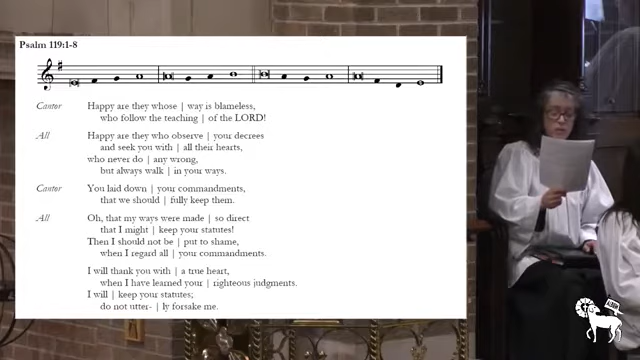 Psalm 119:1-8
Cantor Happy are they whose | way is blameless,
who follow the teaching | of the LORD!
All Happy are they who observe | your decrees
and seek you with | all their hearts,
who never do | any wrong,
but always walk | in your ways.
Cantor You laid down | your commandments,
that we should | fully keep them.
All Oh, that my ways were made | so direct
that I might | keep your statutes!
Then I should not be | put to shame,
when I regard all | your commandments.
I will thank you with | a true heart,
when I have learned your | righteous judgments.
I will | keep your statutes;
do not utter- | ly forsake me.